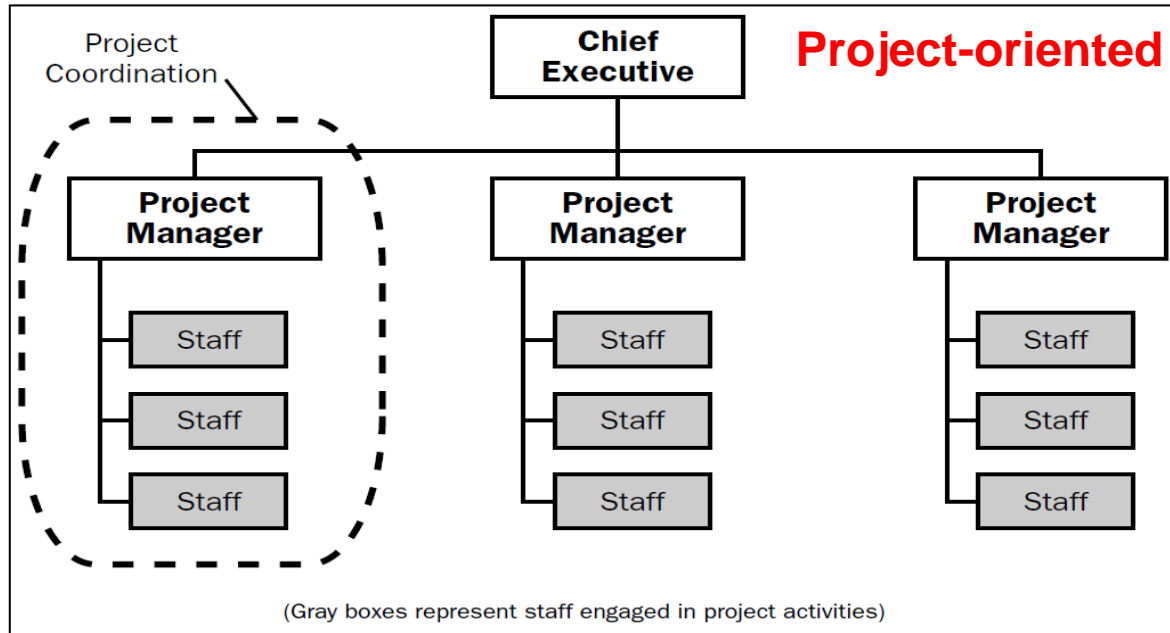 Project
Coordination
Chief
Executive
Project-oriented
Project
Manager
Project
Manager
Project
Manager
Staff
Staff
Staff
Staff
Staff
Staff
Staff
Staff
Staff
(Gray boxes represent staff engaged in project activities)